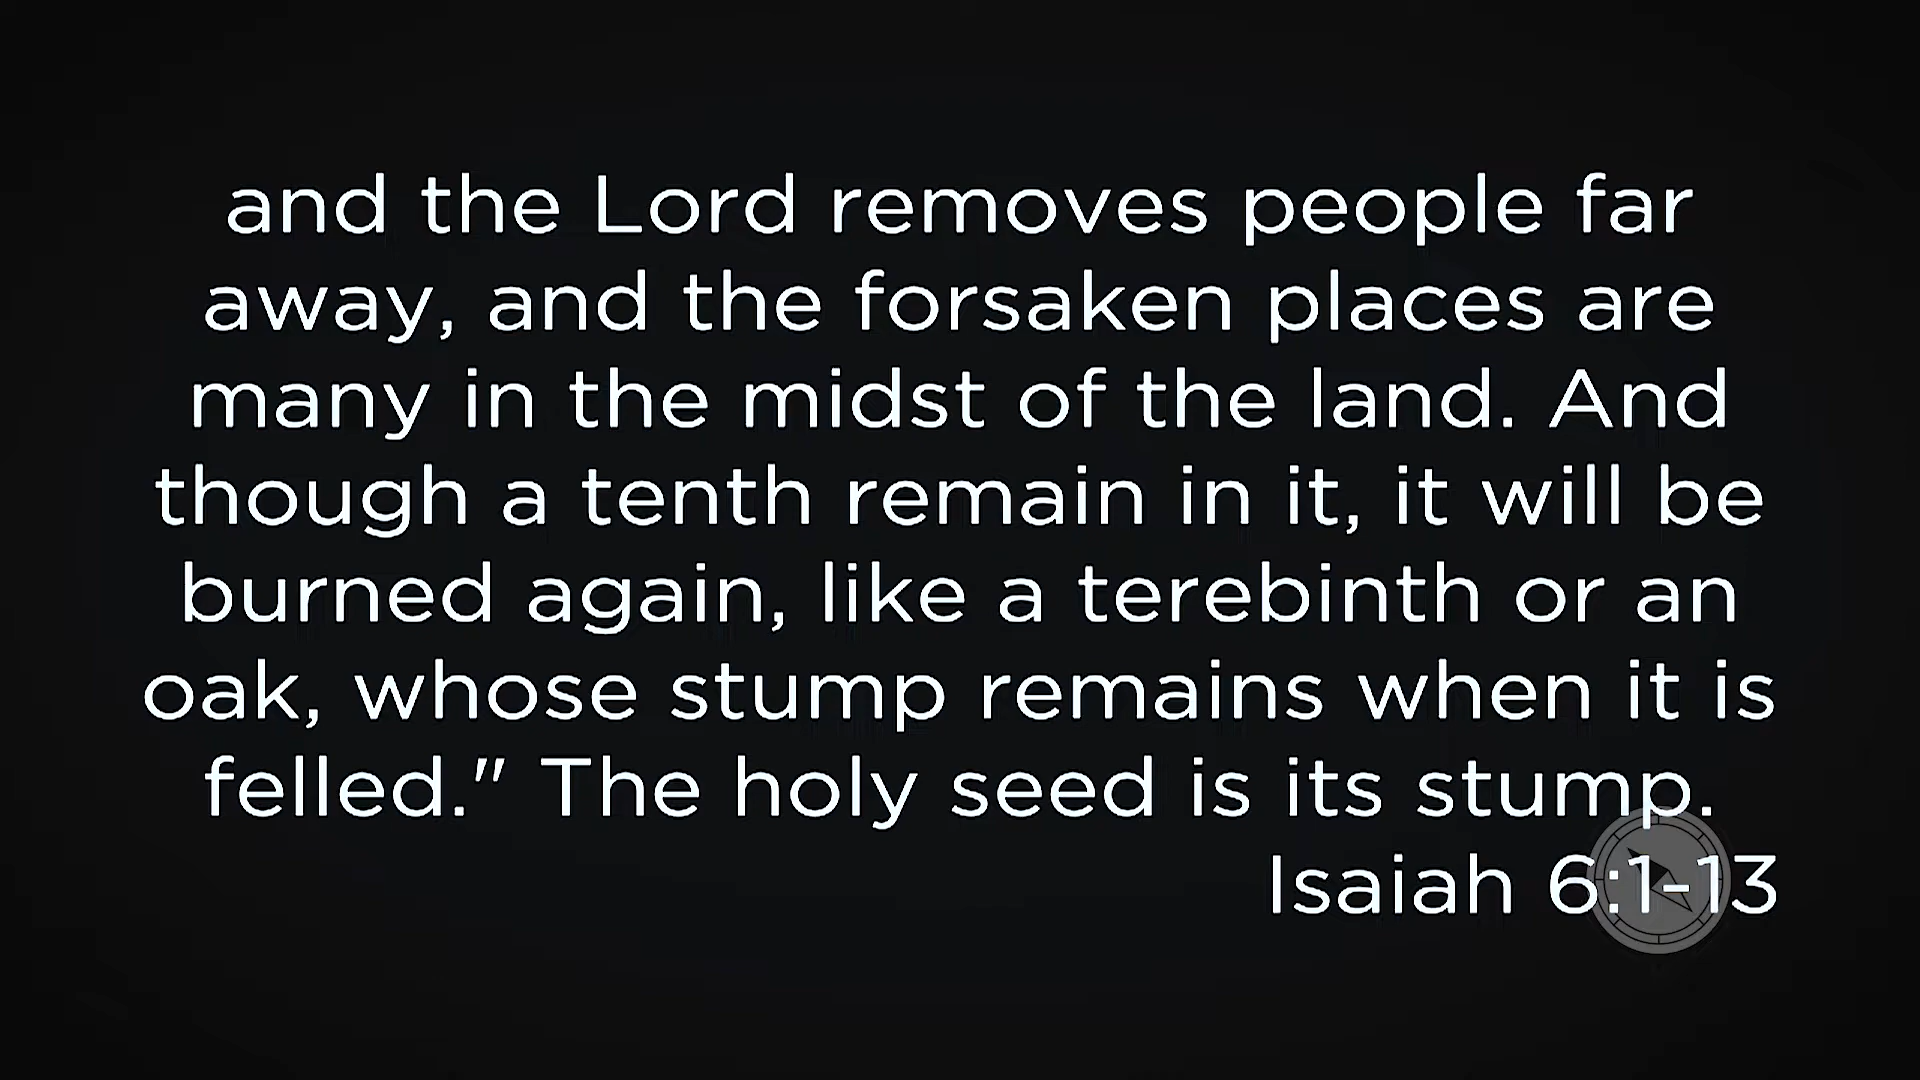 and the Lord removes people far
away, and the forsaken places are
many in the midst of the land. And
though a tenth remain in it, it will be
burned again, like a terebinth or an
oak, whose stump remains when it is
felled." The holy seed is its stump.
Isaiah 6:1-13